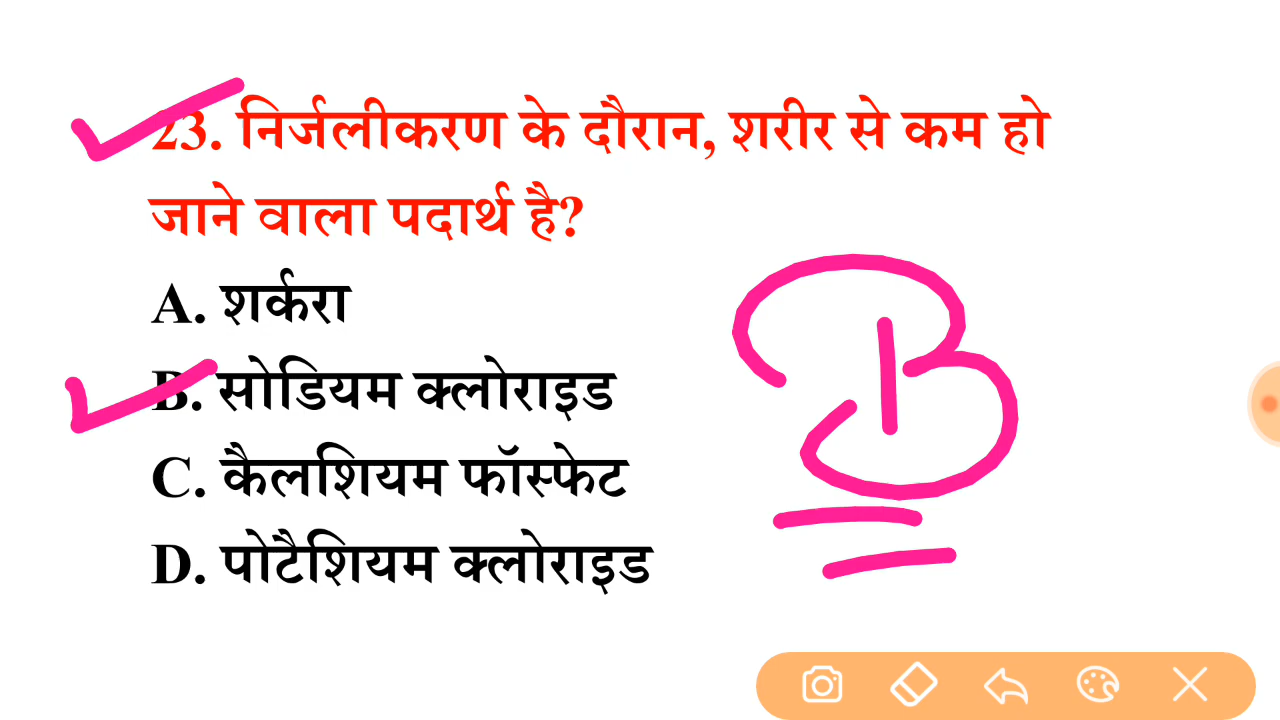 23. निर्जलीकरण के दौरान, शरीर से कम हो
जाने वाला पदार्थ है?
A. शर्करा
B. सोडियम क्लोराइड
B
C. कैलशियम फॉस्फेट
D. पोटैशियम क्लोराइड